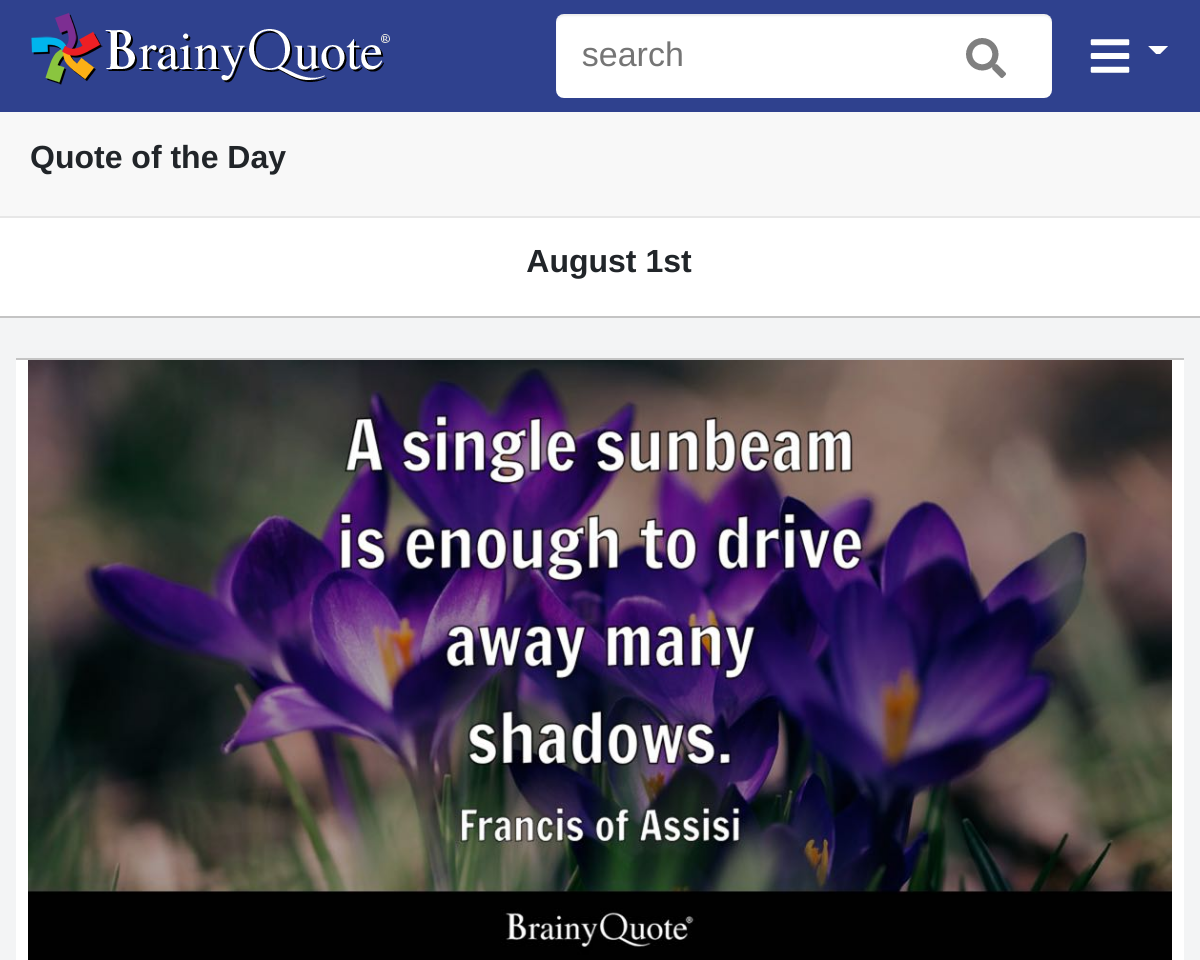 BrainyQuote®
search
Quote of the Day
August 1st
A single sunbeam
is enough to drive
away many
shadows.
Francis of Assisi
BrainyQuote®